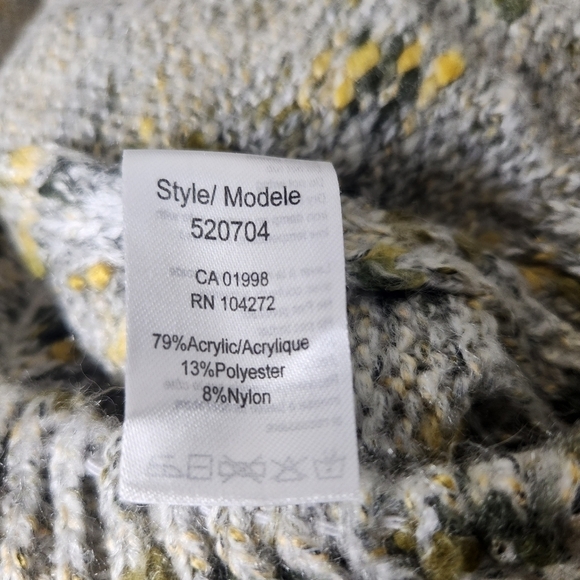 Style/ Modele
520704
CA 01998
RN 104272
79%Acrylic/Acrylique
13%Polyester
8%Nylon